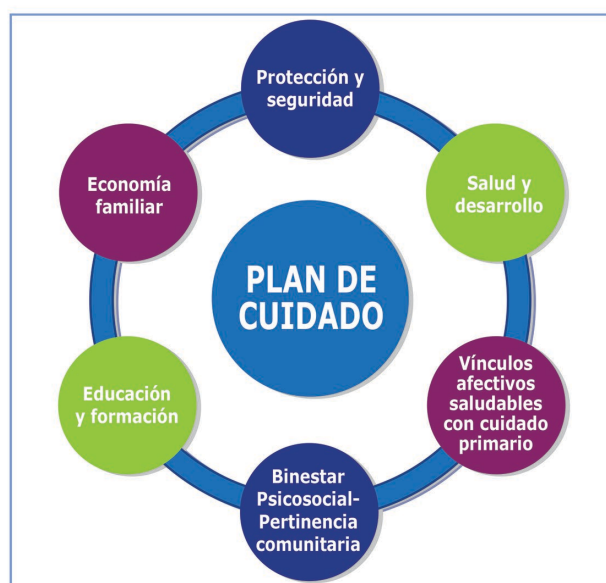 Protección y
seguridad
Salud y
desarrollo
Vínculos
afectivos
saludables
con cuidado
primario
Binestar
Psicosocial-
Pertinencia
comunitaria
Educación
y formación
Economía
familiar
PLAN DE
CUIDADO